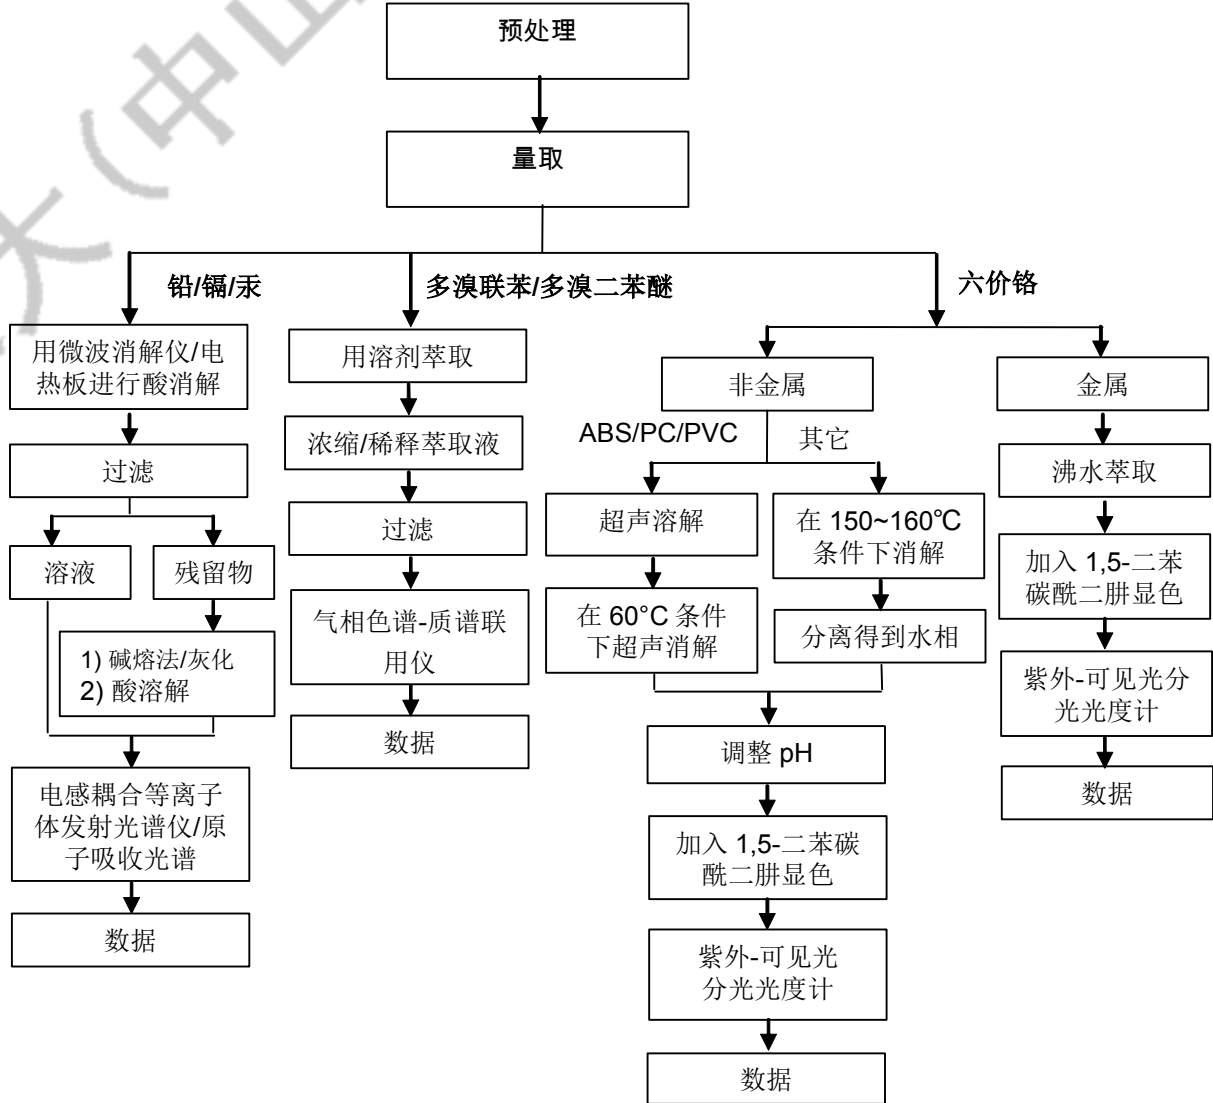 预处理
量取
铅/镉/汞
多溴联苯/多溴二苯醚
六价铬
用微波消解仪/电
热板进行酸消解
过滤
溶液
残留物
1) 碱熔法/灰化
2) 酸溶解
电感耦合等离子
体发射光谱仪/原
子吸收光谱
数据
用溶剂萃取
浓缩/稀释萃取液
过滤
气相色谱-质谱联
用仪
数据
非金属
ABS/PC/PVC
其它
超声溶解
在 60°C 条件
下超声消解
在 150~160℃
条件下消解
分离得到水相
调整 pH
加入 1,5-二苯碳
酰二肼显色
紫外-可见光
分光光度计
数据
金属
沸水萃取
加入 1,5-二苯
碳酰二肼显色
紫外-可见光分
光光度计
数据
大(中山